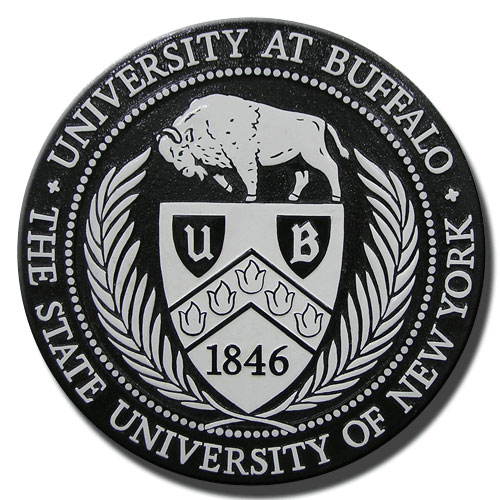 UNIVERSITY AT BUFFALO
THE STATE UNIVERSITY OF NEW YORK
U B
1846